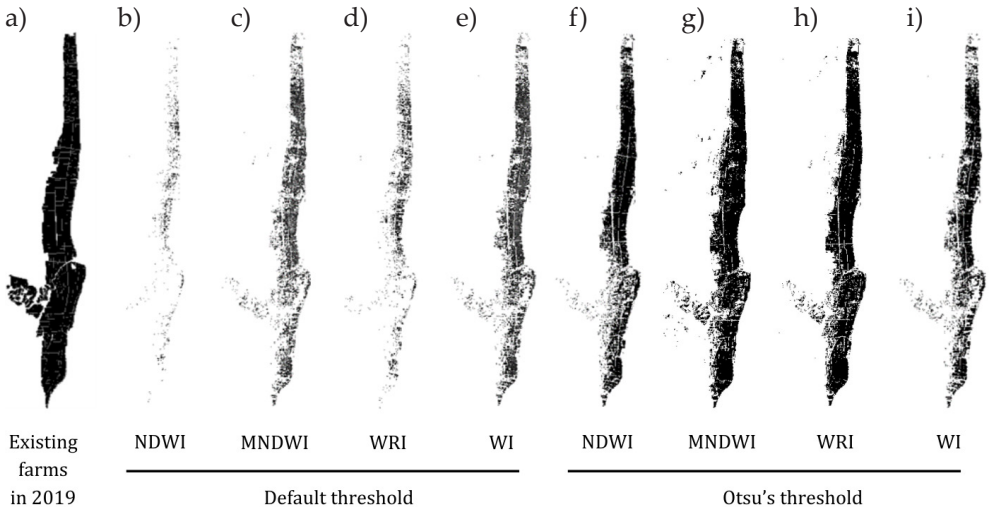 a) b) c) d) e) f) g) h) i)
Existing farms in 2019
NDWI MNDWI WRI WI NDWI MNDWI WRI WI
Default threshold Otsu’s threshold